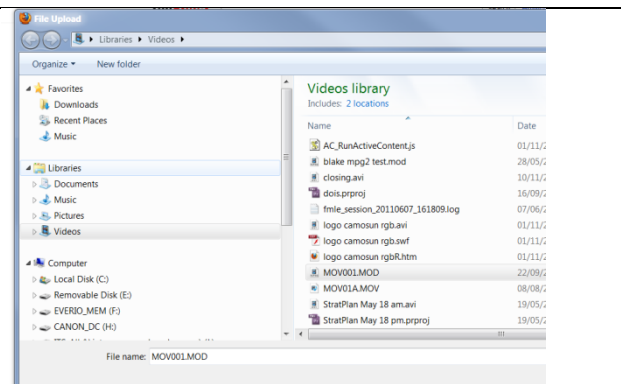 File Upload
Libraries Videos
Organize New folder
Favorites
Downloads
Recent Places
Music
Libraries
Documents
Music
Pictures
Videos
Computer
Local Disk (C:)
Removable Disk (E:)
EVERIO_MEM (F:)
CANON_DC (H:)
Videos library
Includes: 2 locations
Name Date
AC_RunActiveContent.js 01/11/2
blake mpg2 test.mod 28/05/2
closing.avi 10/11/2
dois.prproj 16/09/2
fmle_session_20110607_161809.log 07/06/2
logo camosun rgb.avi 01/11/2
logo camosun rgb.swf 01/11/2
logo camosun rgbR.htm 01/11/2
MOV001.MOD 22/09/2
MOV01A.MOV 08/08/2
StratPlan May 18 am.avi 19/05/2
StratPlan May 18 pm.prproj 19/05/2
File name: MOV001.MOD